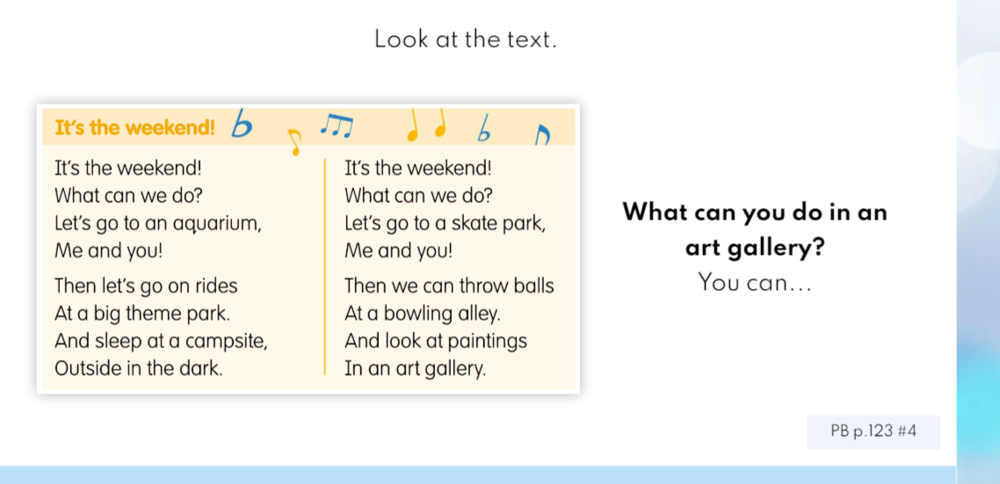 Look at the text.
It's the weekend!
It's the weekend!
What can we do?
Let's go to an aquarium,
Me and you!
Then let's go on rides
At a big theme park.
And sleep at a campsite,
Outside in the dark.
It's the weekend!
What can we do?
Let's go to a skate park,
Me and you!
Then we can throw balls
At a bowling alley.
And look at paintings
In an art gallery.
What can you do in an
art gallery?
You can...
PB p.123 #4